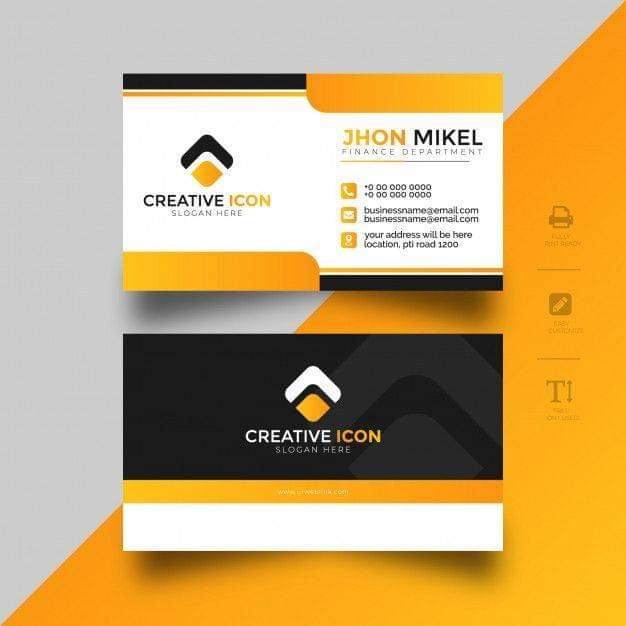 JHON MIKEL
FINANCE DEPARTMENT
+0 00 000 0000
+0 00 000 0000
businessname@email.com
businessname@email.com
your address will be here
location, pti road 1200
CREATIVE ICON
SLOGAN HERE
CREATIVE ICON
SLOGAN HERE
FULLY
PRINT READY
EASY
CUSTOMIZE
FREE
FONT USED